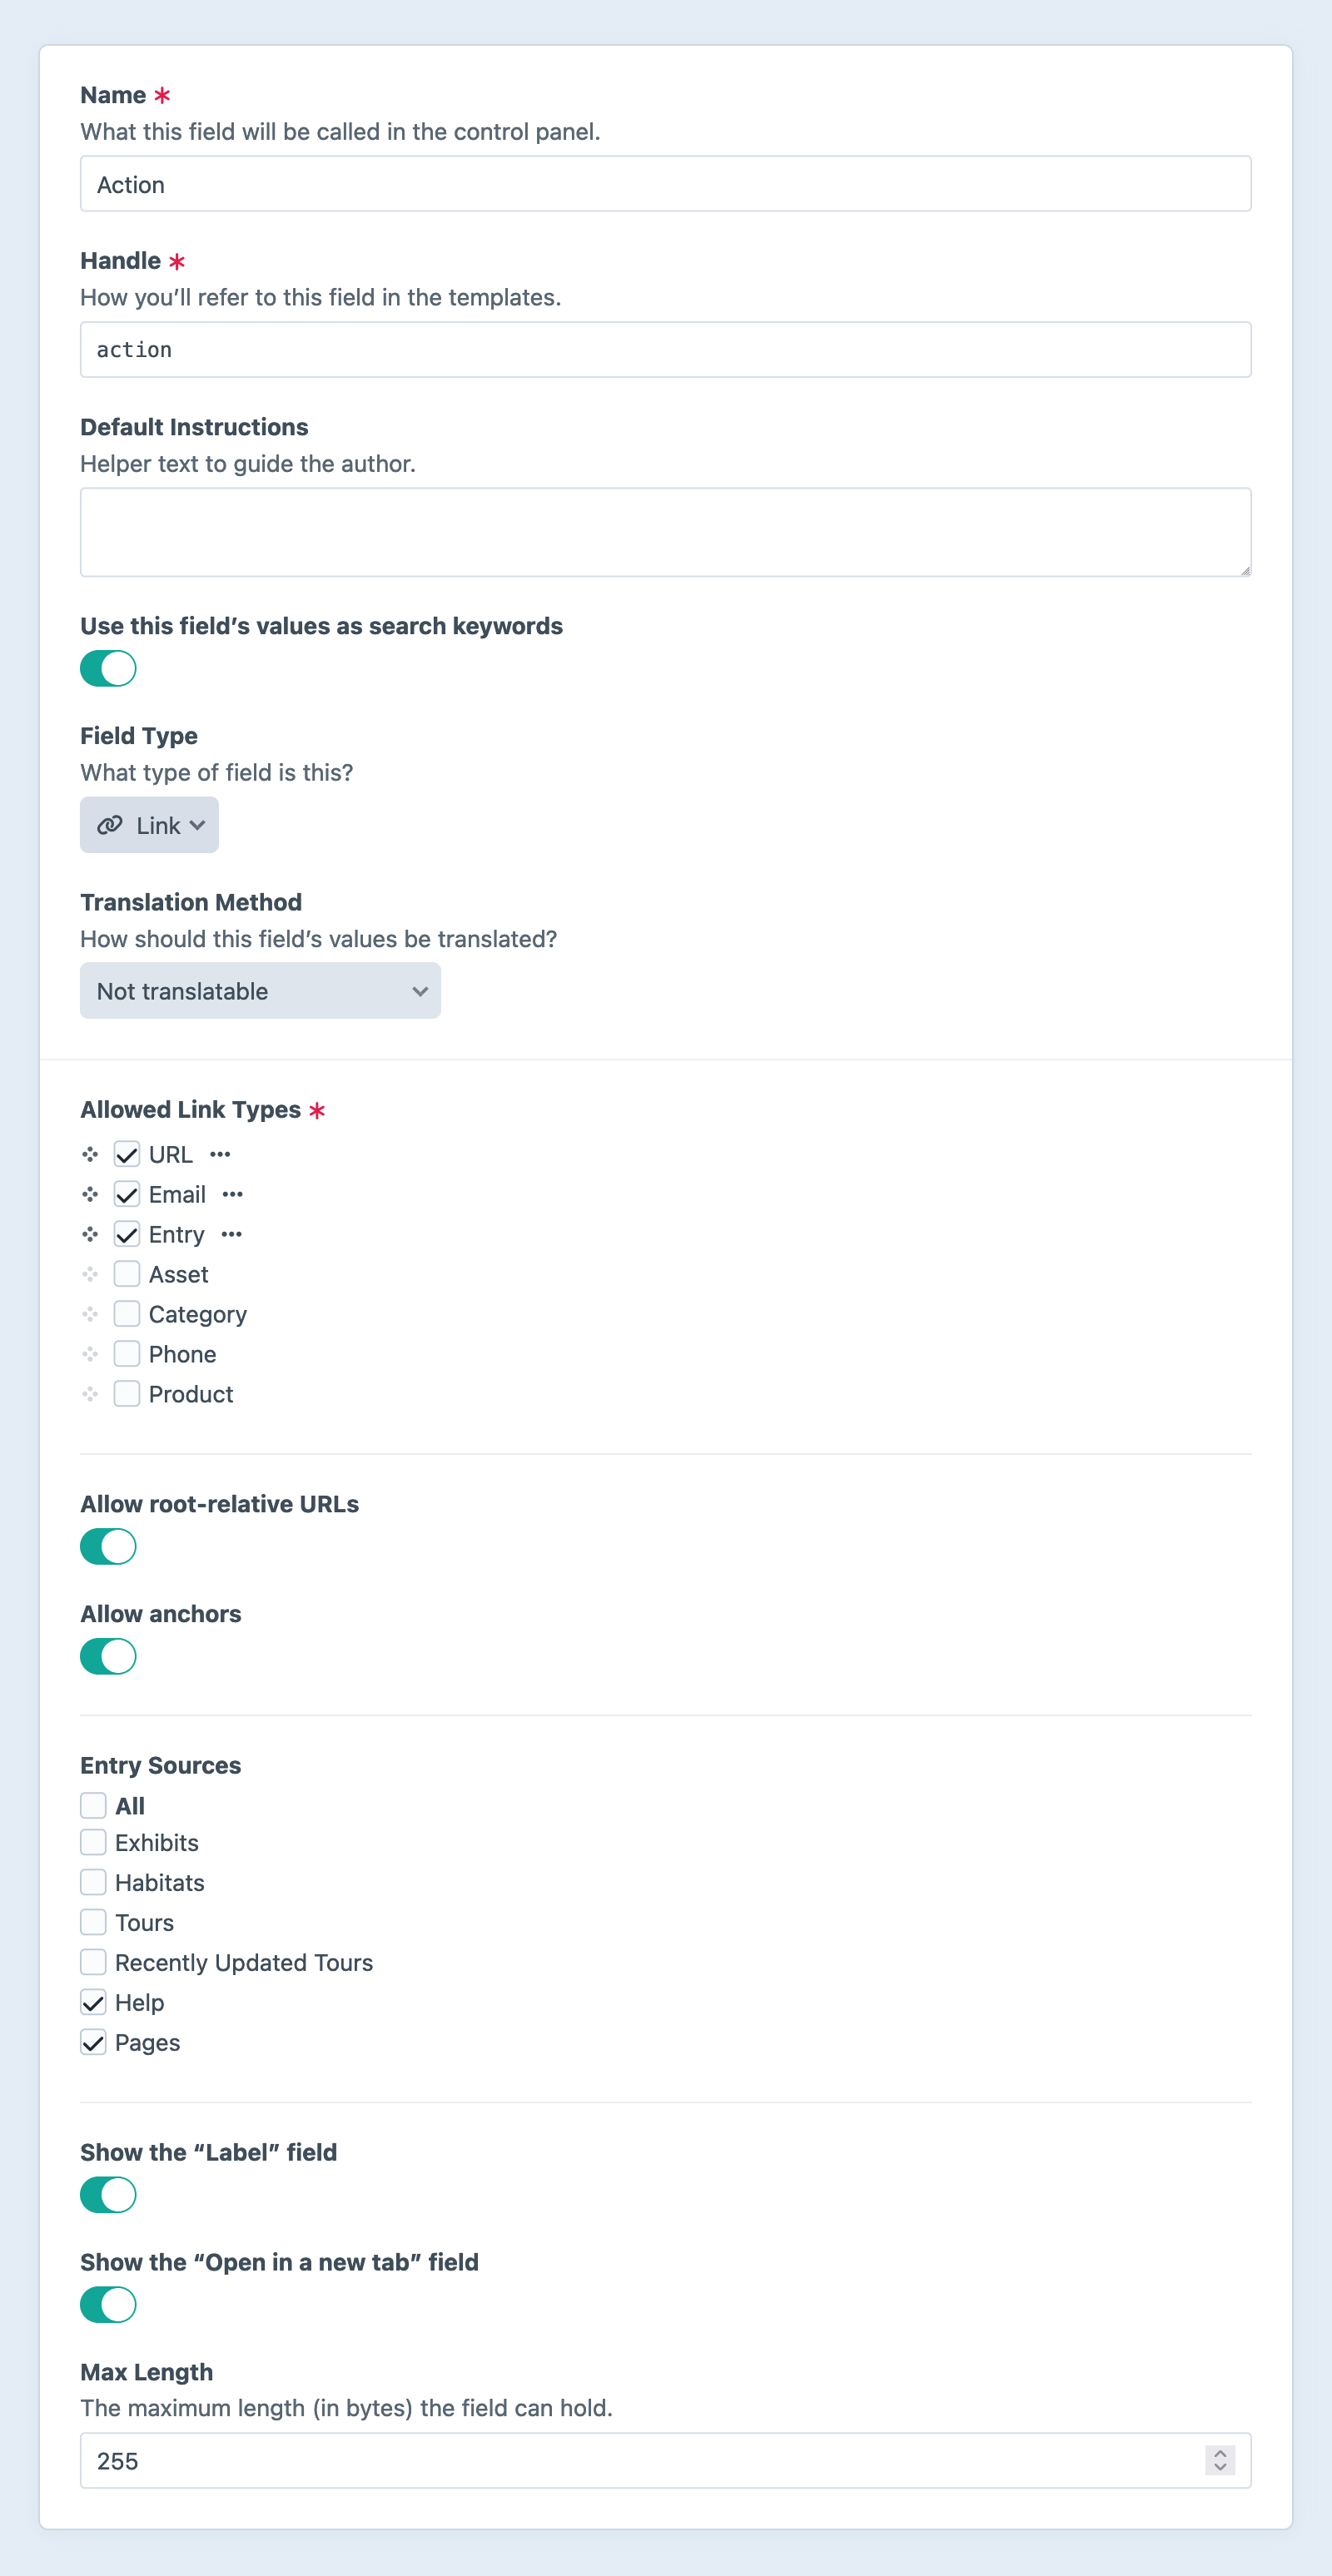 Name *
What this field will be called in the control panel.
Action
Handle *
How you’ll refer to this field in the templates.
action
Default Instructions
Helper text to guide the author.
Use this field’s values as search keywords
Field Type
What type of field is this?
Link
Translation Method
How should this field’s values be translated?
Not translatable
Allowed Link Types *
URL ···
Email ···
Entry ···
Asset
Category
Phone
Product
Allow root-relative URLs
Allow anchors
Entry Sources
All
Exhibits
Habitats
Tours
Recently Updated Tours
Help
Pages
Show the “Label” field
Show the “Open in a new tab” field
Max Length
The maximum length (in bytes) the field can hold.
255